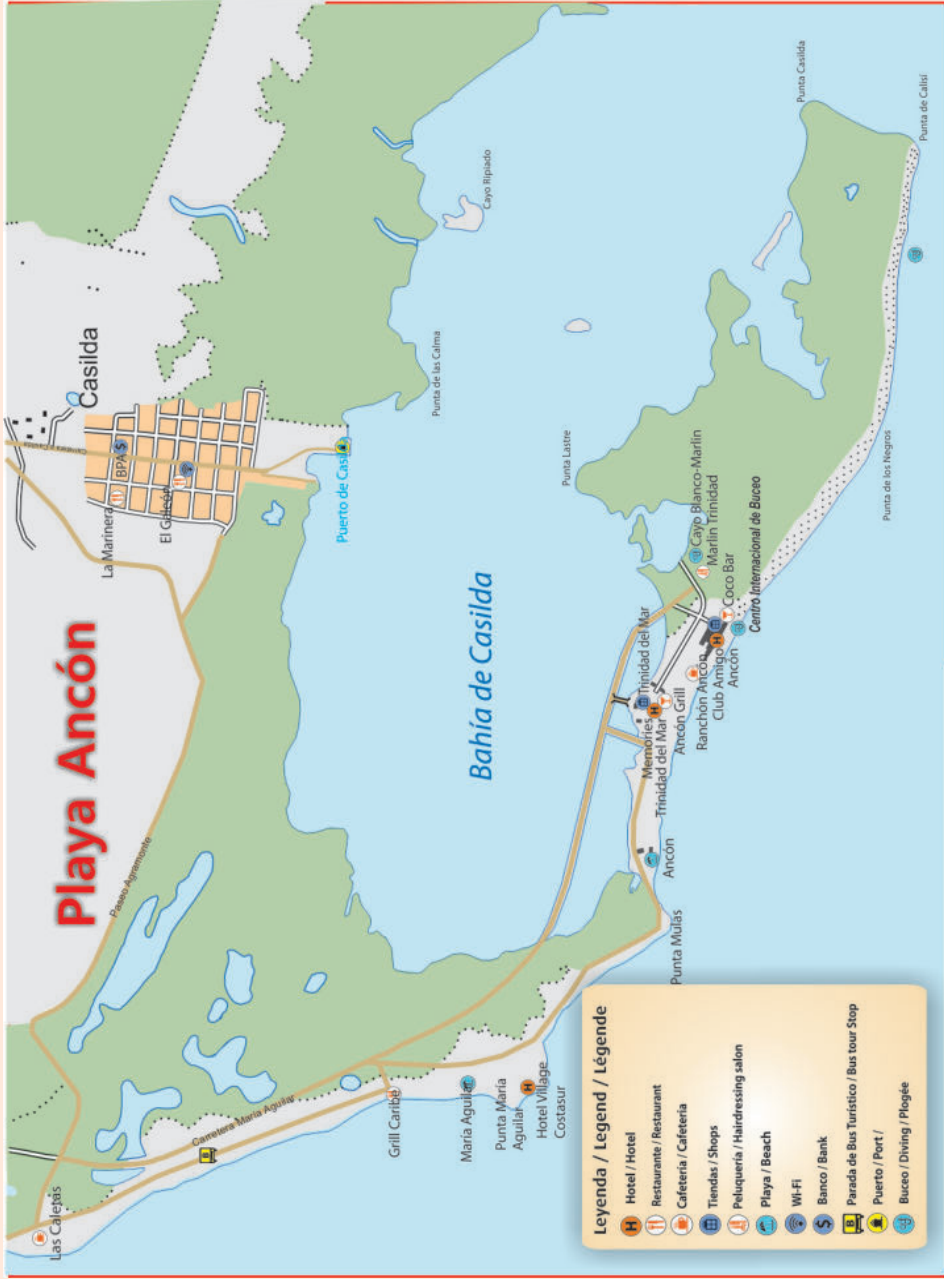 Playa Ancón
Casilda
Carretera a Casilda
La Marinera
BPA
El Galeón
Puerto de Casi
Paseo Agramonte
Bahía de Casilda
Cayo Ripiado
Punta de las Calma
Punta Lastre
Punta Casilda
Punta de Calisí
Punta de los Negros
Las Caletas
Carretera María Aguilar
Grill Caribe
María Aguilar
Punta María
Aguilar
Hotel Village
Costasur
Punta Mulas
Ancón
Trinidad del Mar
Memories
Trinidad del Mar
Ancón Grill
Ranchón Ancón
Club Amigo
Ancón
Cayo Blanco-Marlin
Marlin Trinidad
Coco Bar
Centro Internacional de Buceo
Leyenda / Legend / Légende
H Hotel / Hotel
Restaurante / Restaurant
Cafetería / Cafeteria
Tiendas / Shops
Peluquería / Hairdressing salon
Playa / Beach
Wi-Fi
$ Banco / Bank
B Parada de Bus Turístico / Bus tour Stop
Puerto / Port /
Buceo / Diving / Plogée
B
H
H
H
$